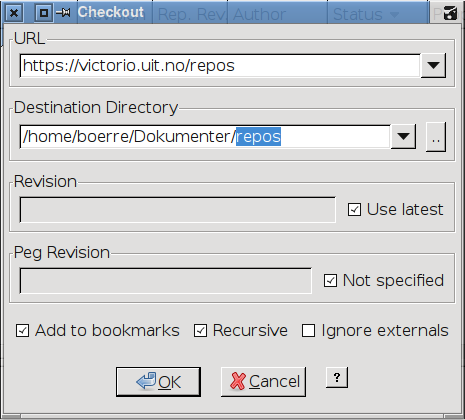 Checkout
Rep. Rev
Author
Status
URL
https://victorio.uit.no/repos
Destination Directory
/home/boerre/Dokumenter/repos
..
Revision
Use latest
Peg Revision
Not specified
Add to bookmarks
Recursive
Ignore externals
OK
Cancel
?